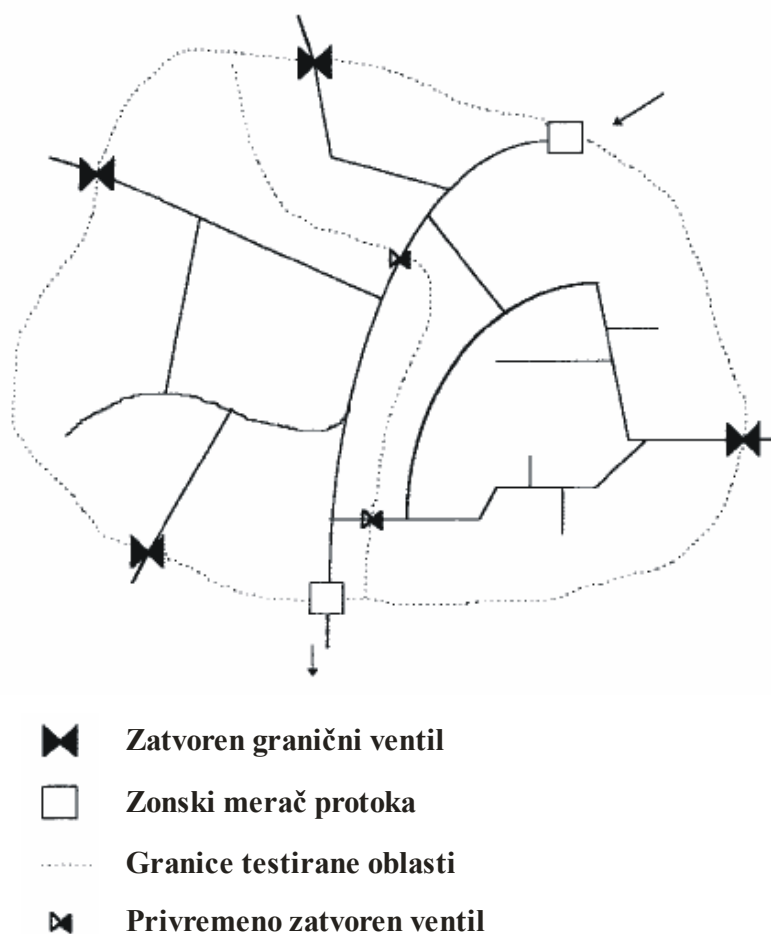 Zatvoren granični ventil
Zonski merač protoka
Granice testirane oblasti
Privremeno zatvoren ventil